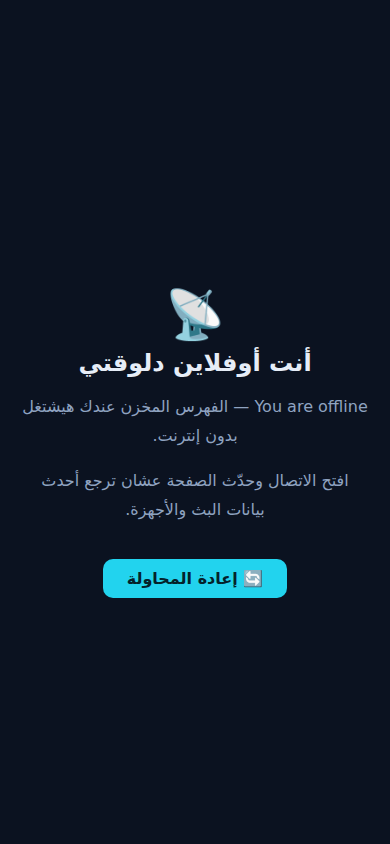 أنت أوفلاين دلوقتي
You are offline — الفهرس المخزن عندك هيشتغل
بدون إنترنت.
افتح الاتصال وحدّث الصفحة عشان ترجع أحدث
بيانات البث والأجهزة.
🔄 إعادة المحاولة